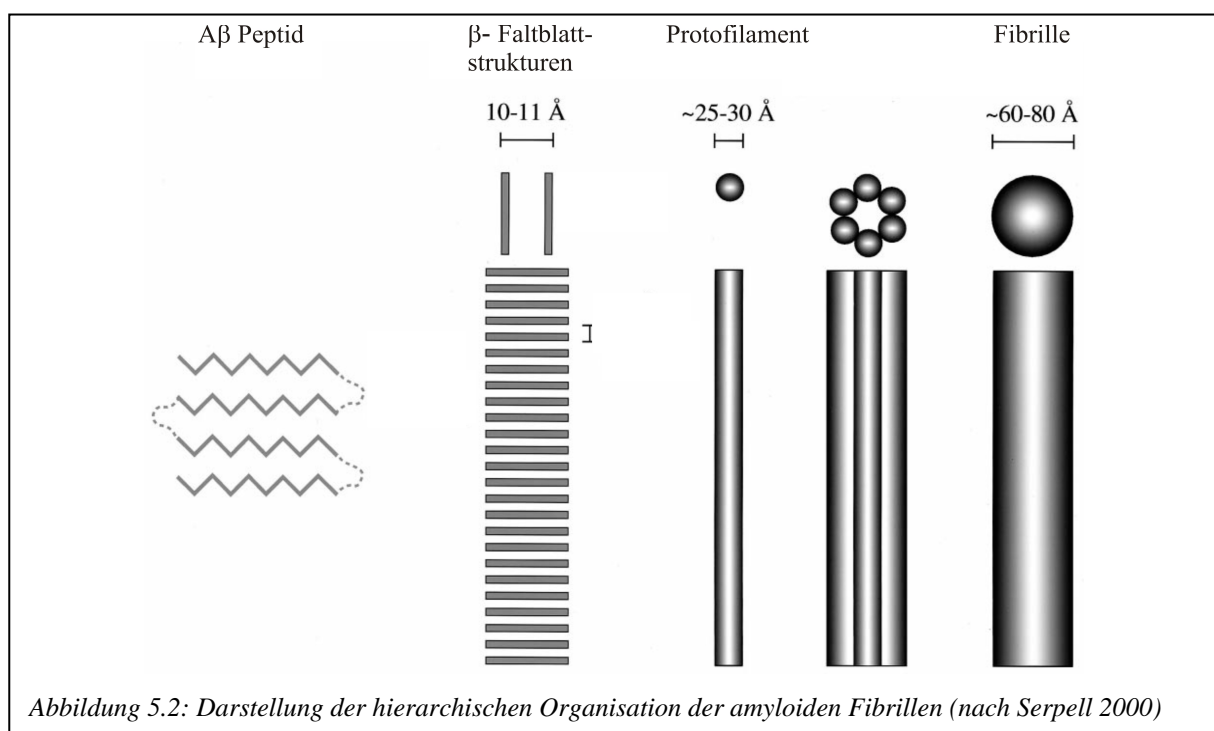 Aβ Peptid
β- Faltblatt-
strukturen
Protofilament
Fibrille
10-11 Å
~25-30 Å
~60-80 Å
Abbildung 5.2: Darstellung der hierarchischen Organisation der amyloiden Fibrillen (nach Serpell 2000)